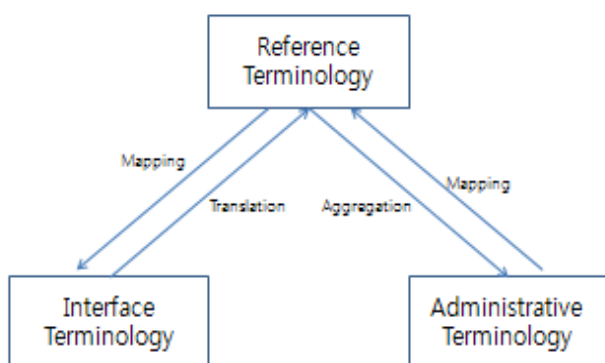 Reference
Terminology
Mapping
Mapping
Translation
Aggregation
Interface
Terminology
Administrative
Terminology